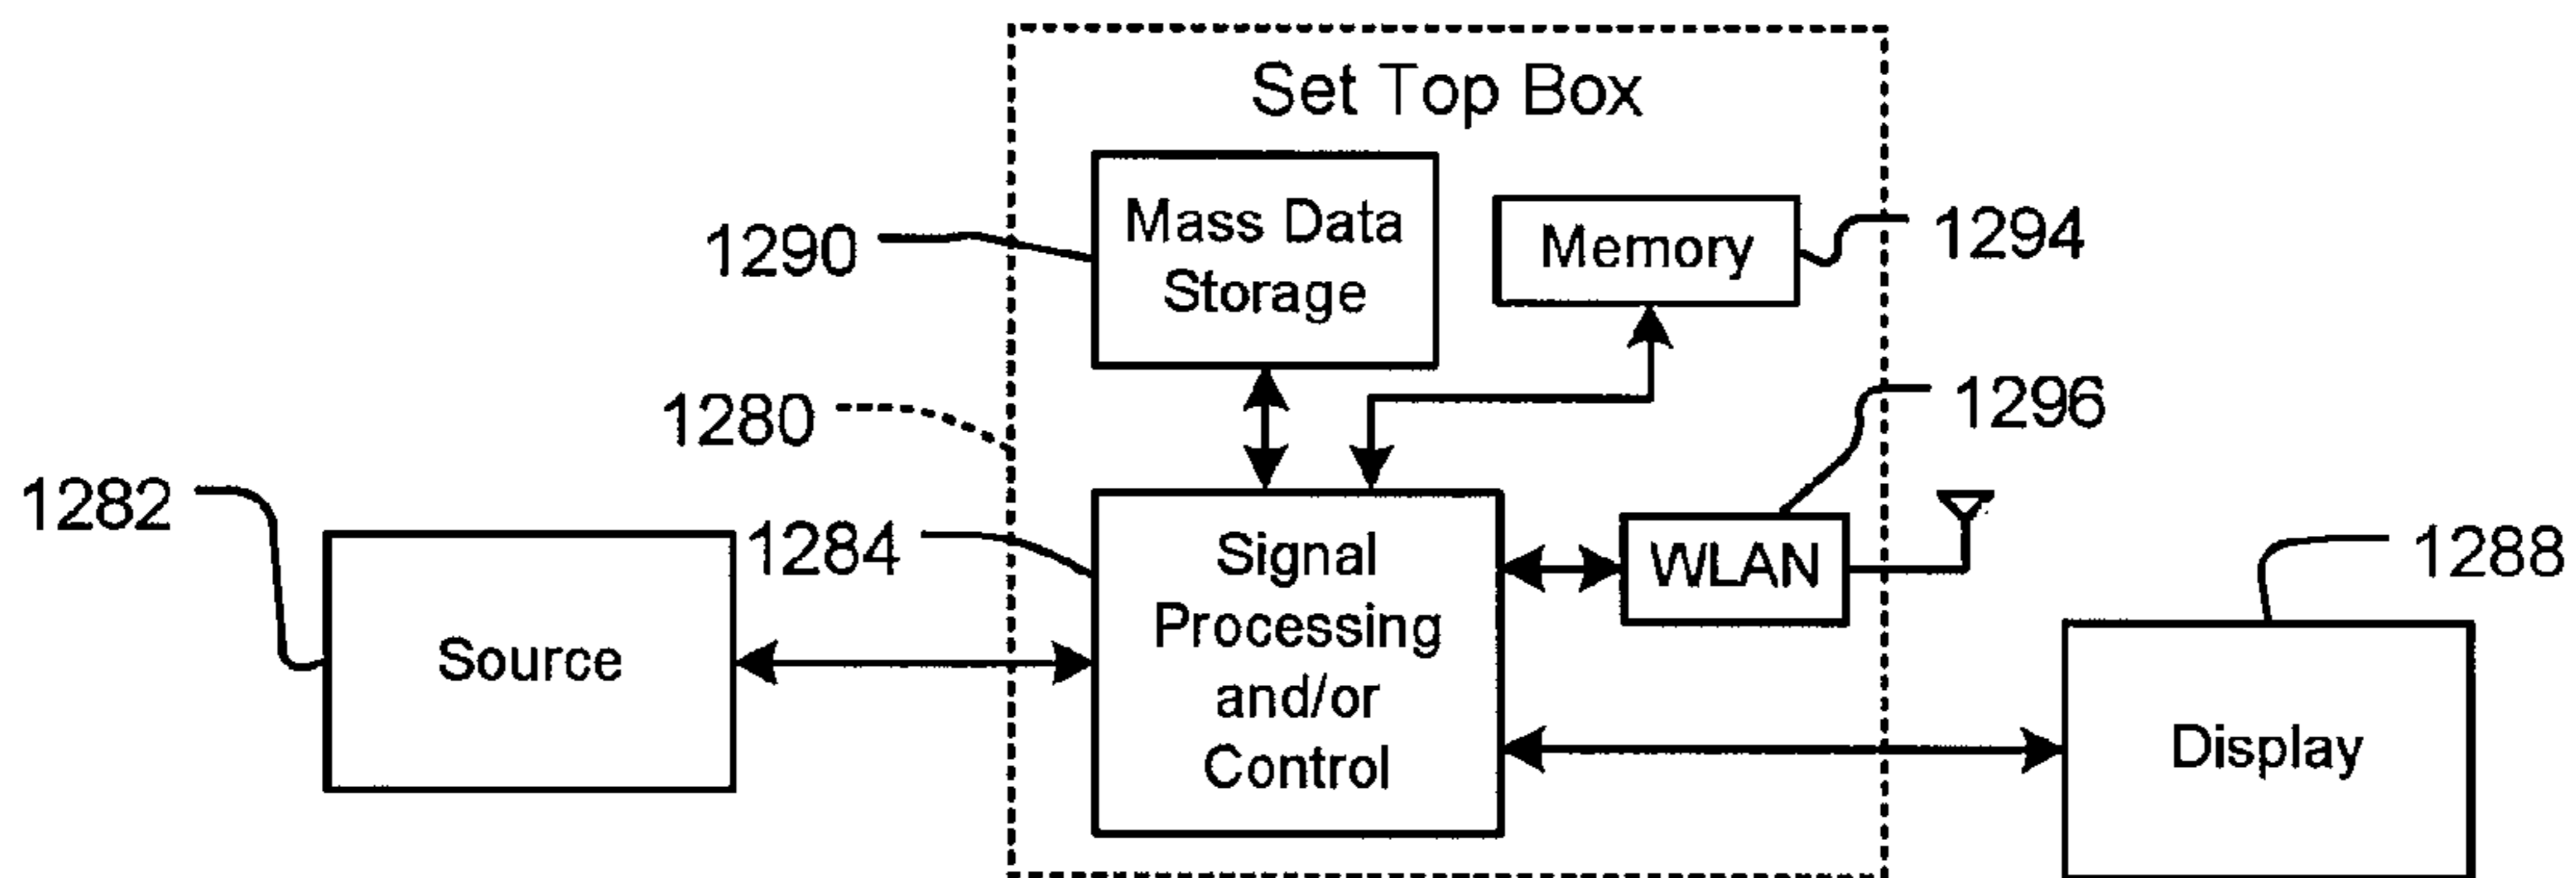 Set Top Box
Mass Data
Storage
Memory
1290
1294
1280
1296
1282
1284
Signal
Processing
and/or
Control
WLAN
1288
Source
Display